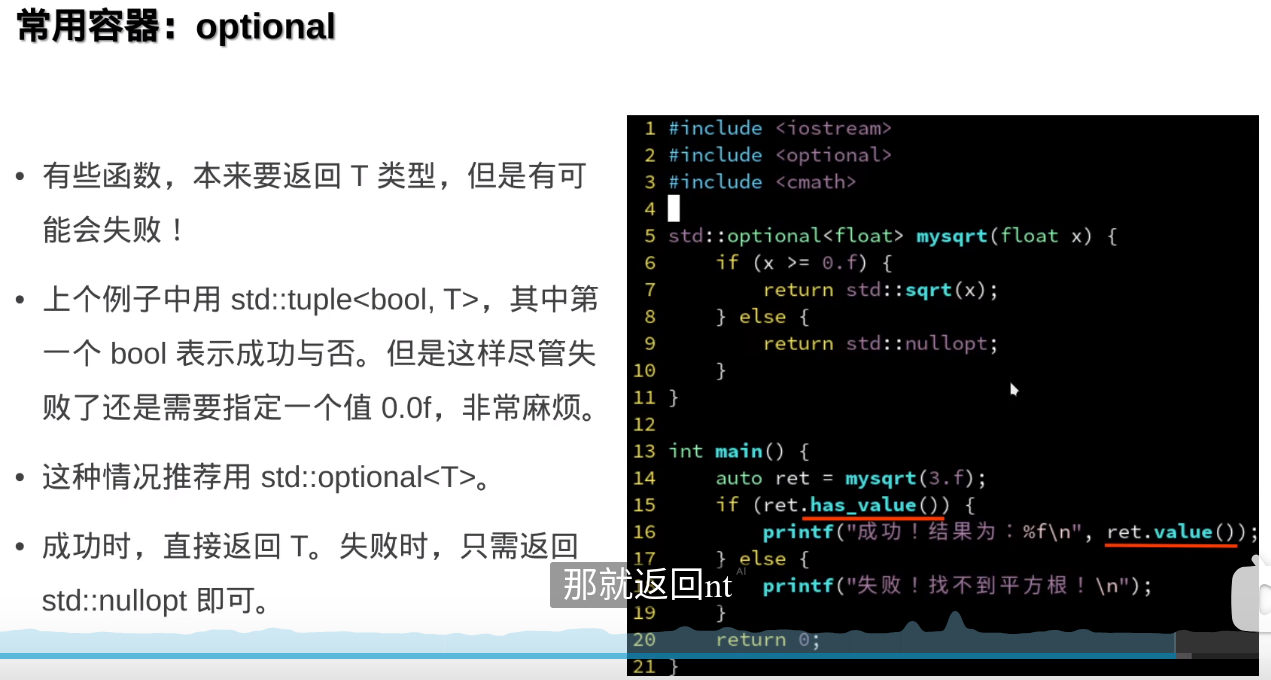 常用容器：optional
• 有些函数，本来要返回 T 类型，但是有可
能会失败！
• 上个例子中用 std::tuple<bool, T>，其中第
一个 bool 表示成功与否。但是这样尽管失
败了还是需要指定一个值 0.0f，非常麻烦。
• 这种情况推荐用 std::optional<T>。
• 成功时，直接返回 T。失败时，只需返回
std::nullopt 即可。
1 #include <iostream>
2 #include <optional>
3 #include <cmath>
4
5 std::optional<float> mysqrt(float x) {
6     if (x >= 0.f) {
7         return std::sqrt(x);
8     } else {
9         return std::nullopt;
10     }
11 }
12
13 int main() {
14     auto ret = mysqrt(3.f);
15     if (ret.has_value()) {
16         printf("成功！结果为：%f\n", ret.value());
17     } else {
printf("失败！找不到平方根！\n");
19     }
20     return 0;
21 }
那就返回nt
AI